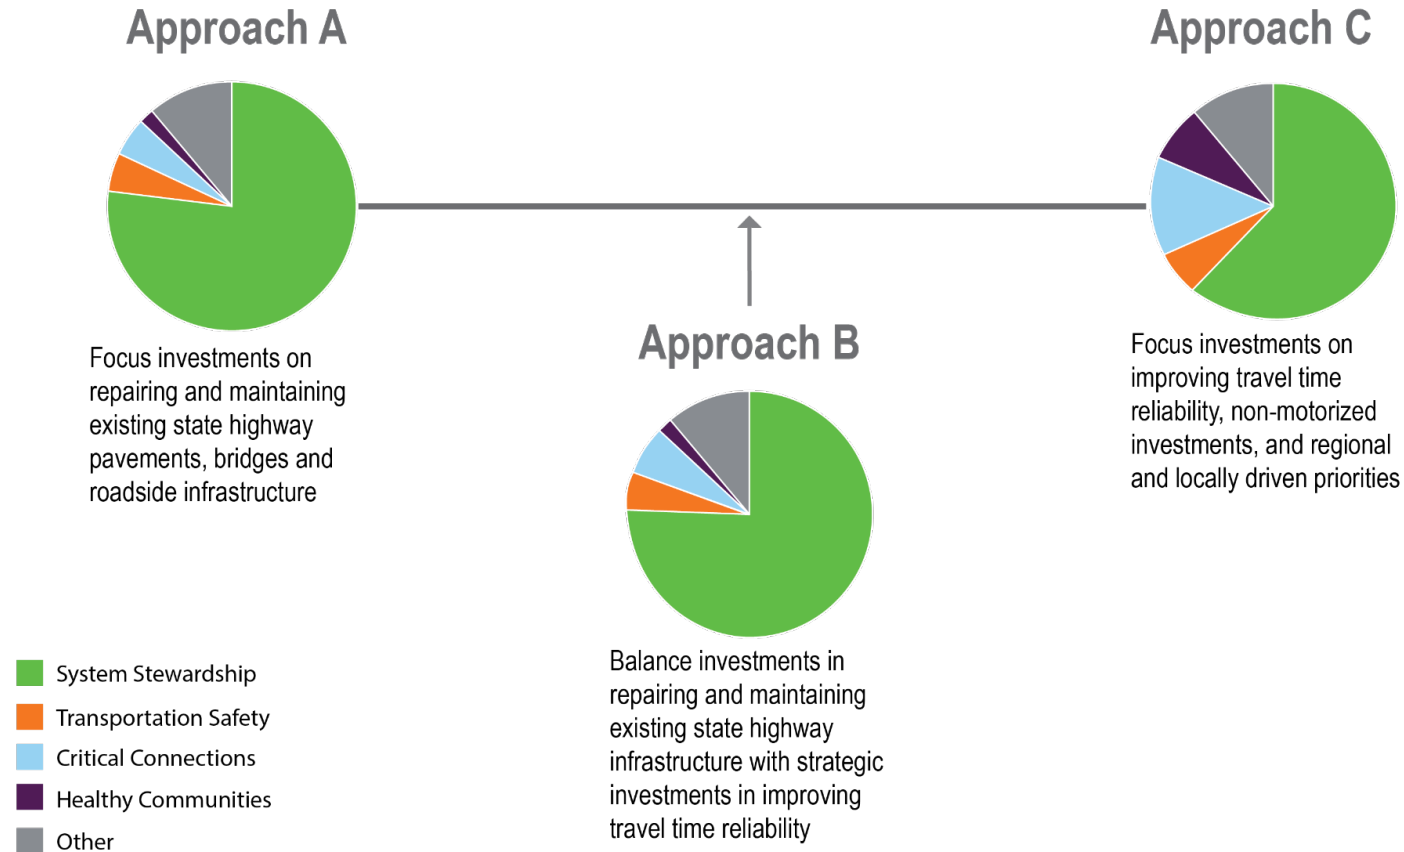 Approach A
Focus investments on
repairing and maintaining
existing state highway
pavements, bridges and
roadside infrastructure
Approach B
Balance investments in
repairing and maintaining
existing state highway
infrastructure with strategic
investments in improving
travel time reliability
Approach C
Focus investments on
improving travel time
reliability, non-motorized
investments, and regional
and locally driven priorities
System Stewardship
Transportation Safety
Critical Connections
Healthy Communities
Other